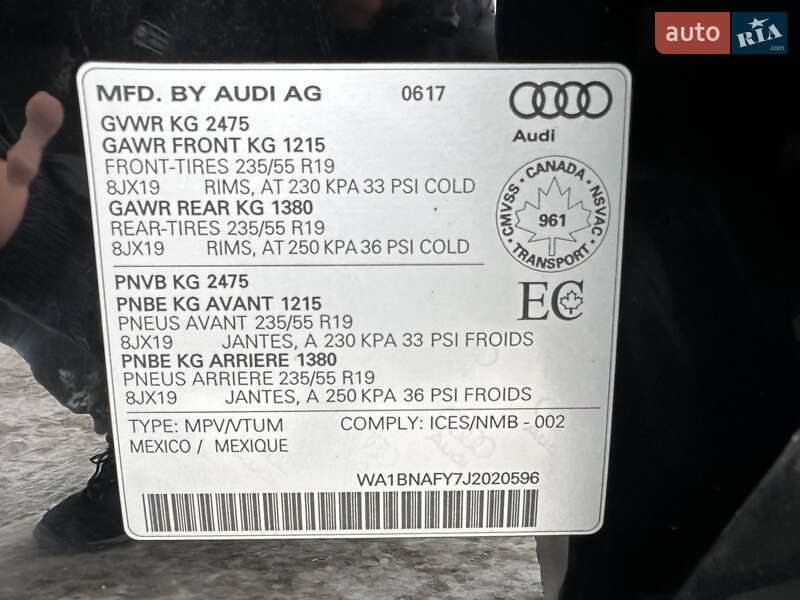 auto RIA.com
MFD. BY AUDI AG 0617
Audi
GVWR KG 2475
GAWR FRONT KG 1215
FRONT-TIRES 235/55 R19
8JX19 RIMS, AT 230 KPA 33 PSI COLD
GAWR REAR KG 1380
REAR-TIRES 235/55 R19
8JX19 RIMS, AT 250 KPA 36 PSI COLD
CMVSS - CANADA - NSVAC
961
TRANSPORT
PNVB KG 2475
PNBE KG AVANT 1215
PNEUS AVANT 235/55 R19
8JX19 JANTES, A 230 KPA 33 PSI FROIDS
PNBE KG ARRIERE 1380
PNEUS ARRIERE 235/55 R19
8JX19 JANTES, A 250 KPA 36 PSI FROIDS
EC
TYPE: MPV/VTUM COMPLY: ICES/NMB - 002
MEXICO / MEXIQUE
WA1BNAFY7J2020596